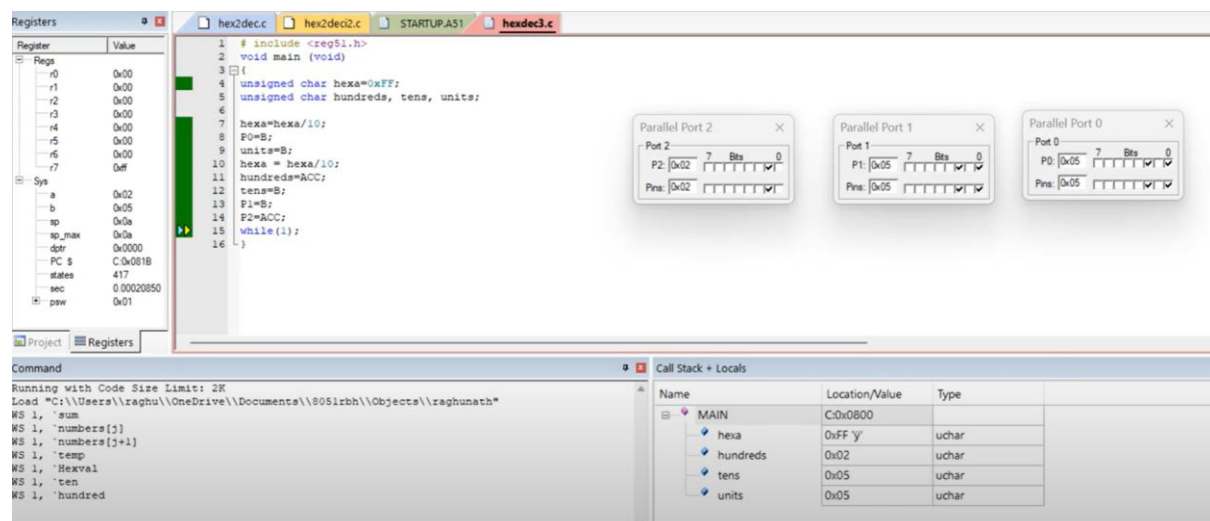 Registers
hex2dec.c hex2deci2.c STARTUP.A51 hexdec3.c
Register Value
Regs
r0 0x00
r1 0x00
r2 0x00
r3 0x00
r4 0x00
r5 0x00
r6 0x00
r7 0xff
Sys
a 0x02
b 0x05
sp 0x0a
sp_max 0x0a
dptr 0x0000
PC $ C:0x081B
states 417
sec 0.00020850
psw 0x01
Project Registers
1 # include <reg51.h>
2 void main (void)
3 {
4 unsigned char hexa=0xFF;
5 unsigned char hundreds, tens, units;
6
7 hexa=hexa/10;
8 P0=B;
9 units=B;
10 hexa = hexa/10;
11 hundreds=ACC;
12 tens=B;
13 P1=B;
14 P2=ACC;
15 while(1);
16 }
Parallel Port 2
Port 2
7 Bits 0
P2: 0x02
Pins: 0x02
Parallel Port 1
Port 1
7 Bits 0
P1: 0x05
Pins: 0x05
Parallel Port 0
Port 0
7 Bits 0
P0: 0x05
Pins: 0x05
Command
Running with Code Size Limit: 2K
Load "C:\\Users\\raghu\\OneDrive\\Documents\\8051rbh\\Objects\\raghunath"
WS 1, `sum
WS 1, `numbers[j]
WS 1, `numbers[j+1]
WS 1, `temp
WS 1, `Hexval
WS 1, `ten
WS 1, `hundred
Call Stack + Locals
Name Location/Value Type
MAIN C:0x0800
hexa 0xFF 'ÿ' uchar
hundreds 0x02 uchar
tens 0x05 uchar
units 0x05 uchar